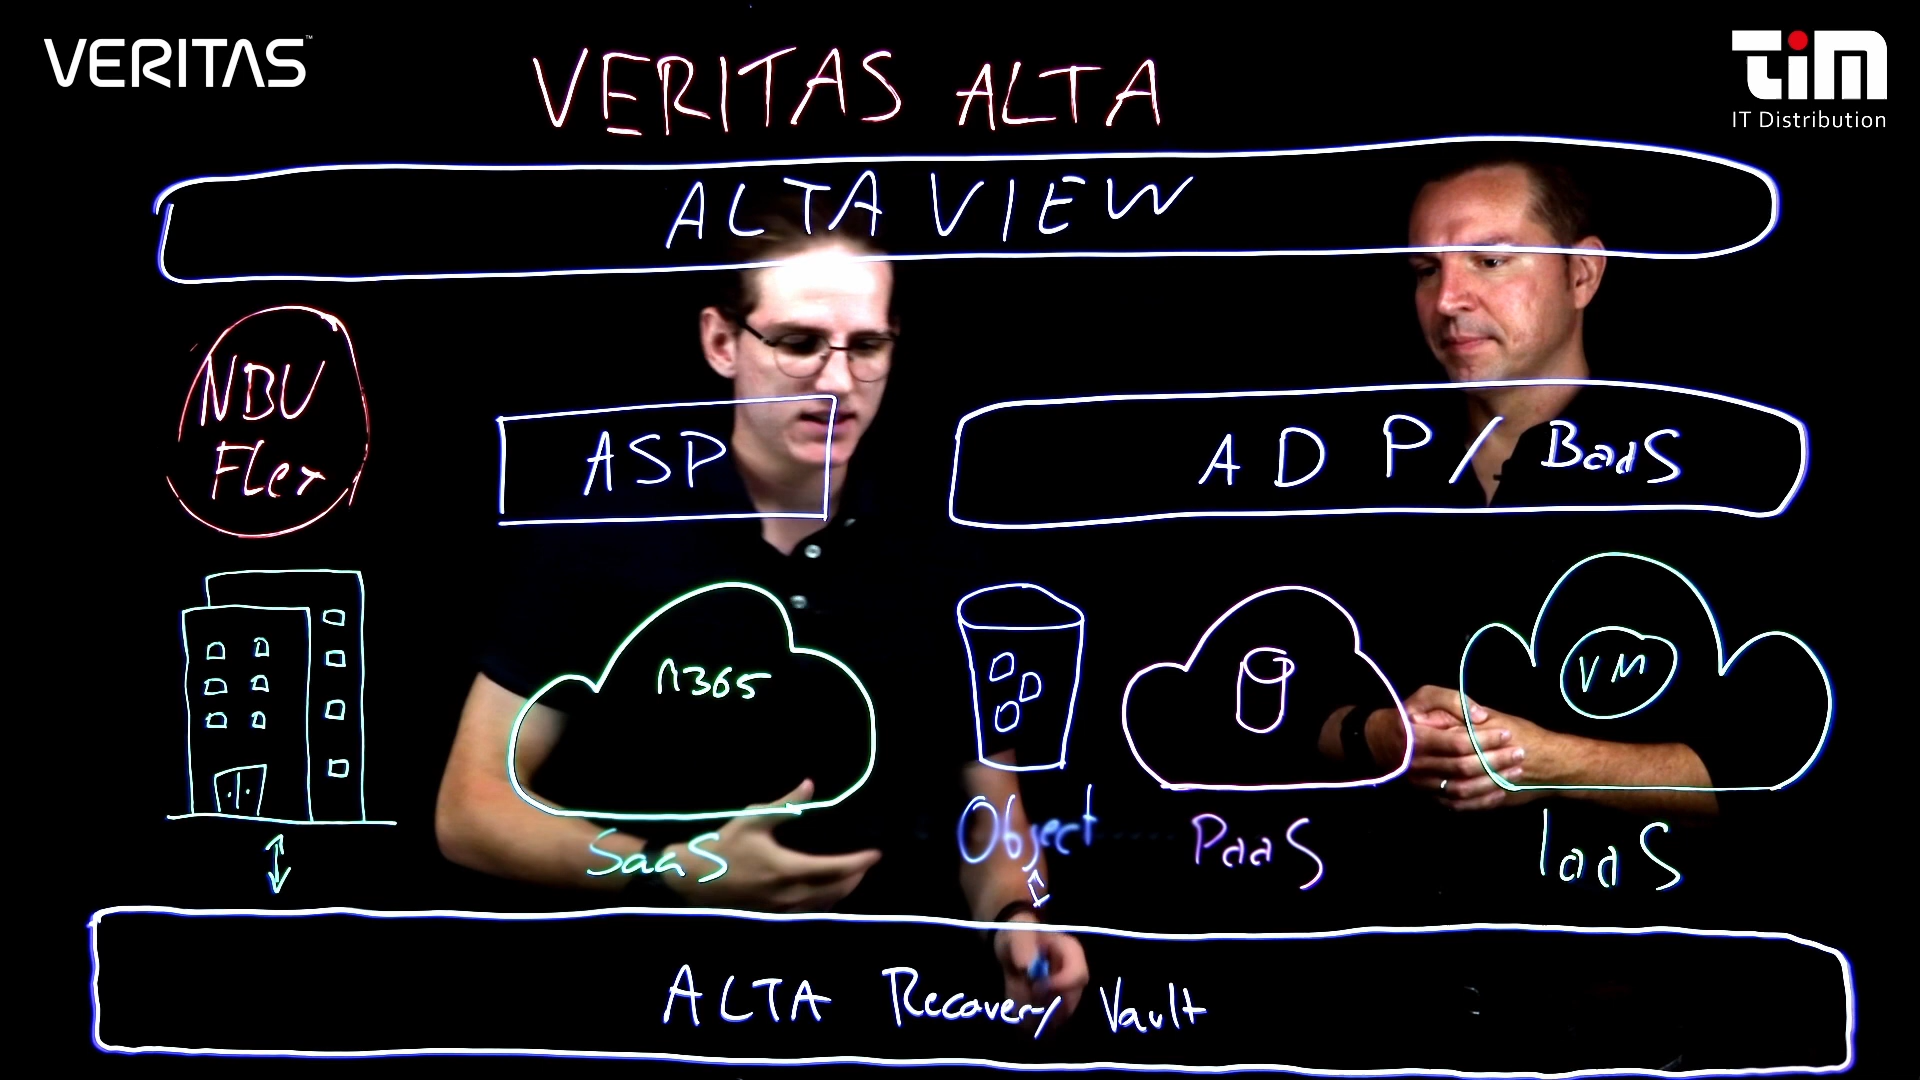 VERITAS™
VERITAS ALTA
TiM
IT Distribution
ALTA VIEW
NBU
Flex
ASP
ADP/BaaS
M365
VM
SaaS
Object
PaaS
IaaS
ALTA Recovery Vault